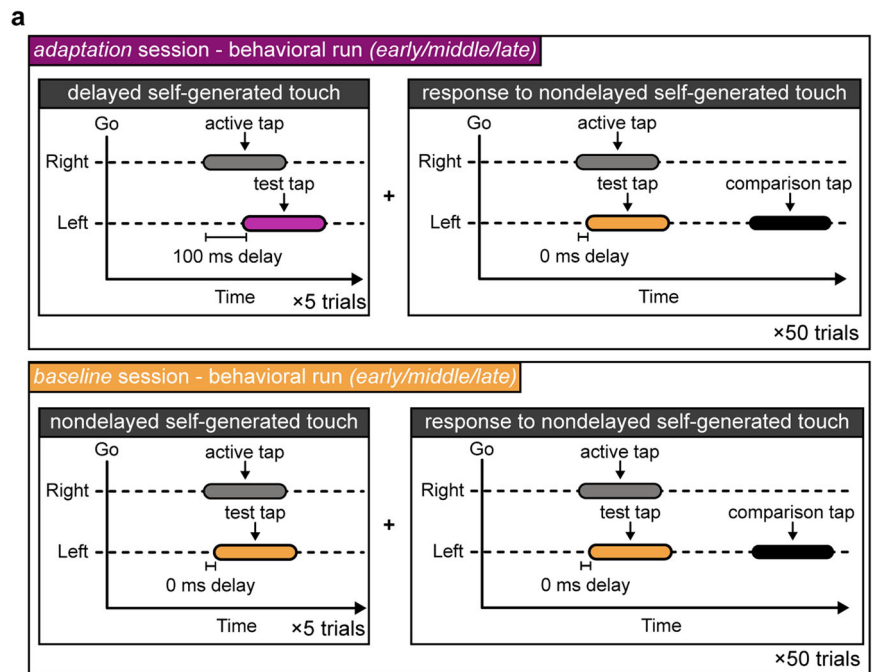 a
adaptation session - behavioral run (early/middle/late)
delayed self-generated touch
Go
active tap
Right
test tap
Left
100 ms delay
Time
×5 trials
+
response to nondelayed self-generated touch
Go
active tap
Right
test tap
comparison tap
Left
0 ms delay
Time
×50 trials
baseline session - behavioral run (early/middle/late)
nondelayed self-generated touch
Go
active tap
Right
test tap
Left
0 ms delay
Time
×5 trials
+
response to nondelayed self-generated touch
Go
active tap
Right
test tap
comparison tap
Left
0 ms delay
Time
×50 trials